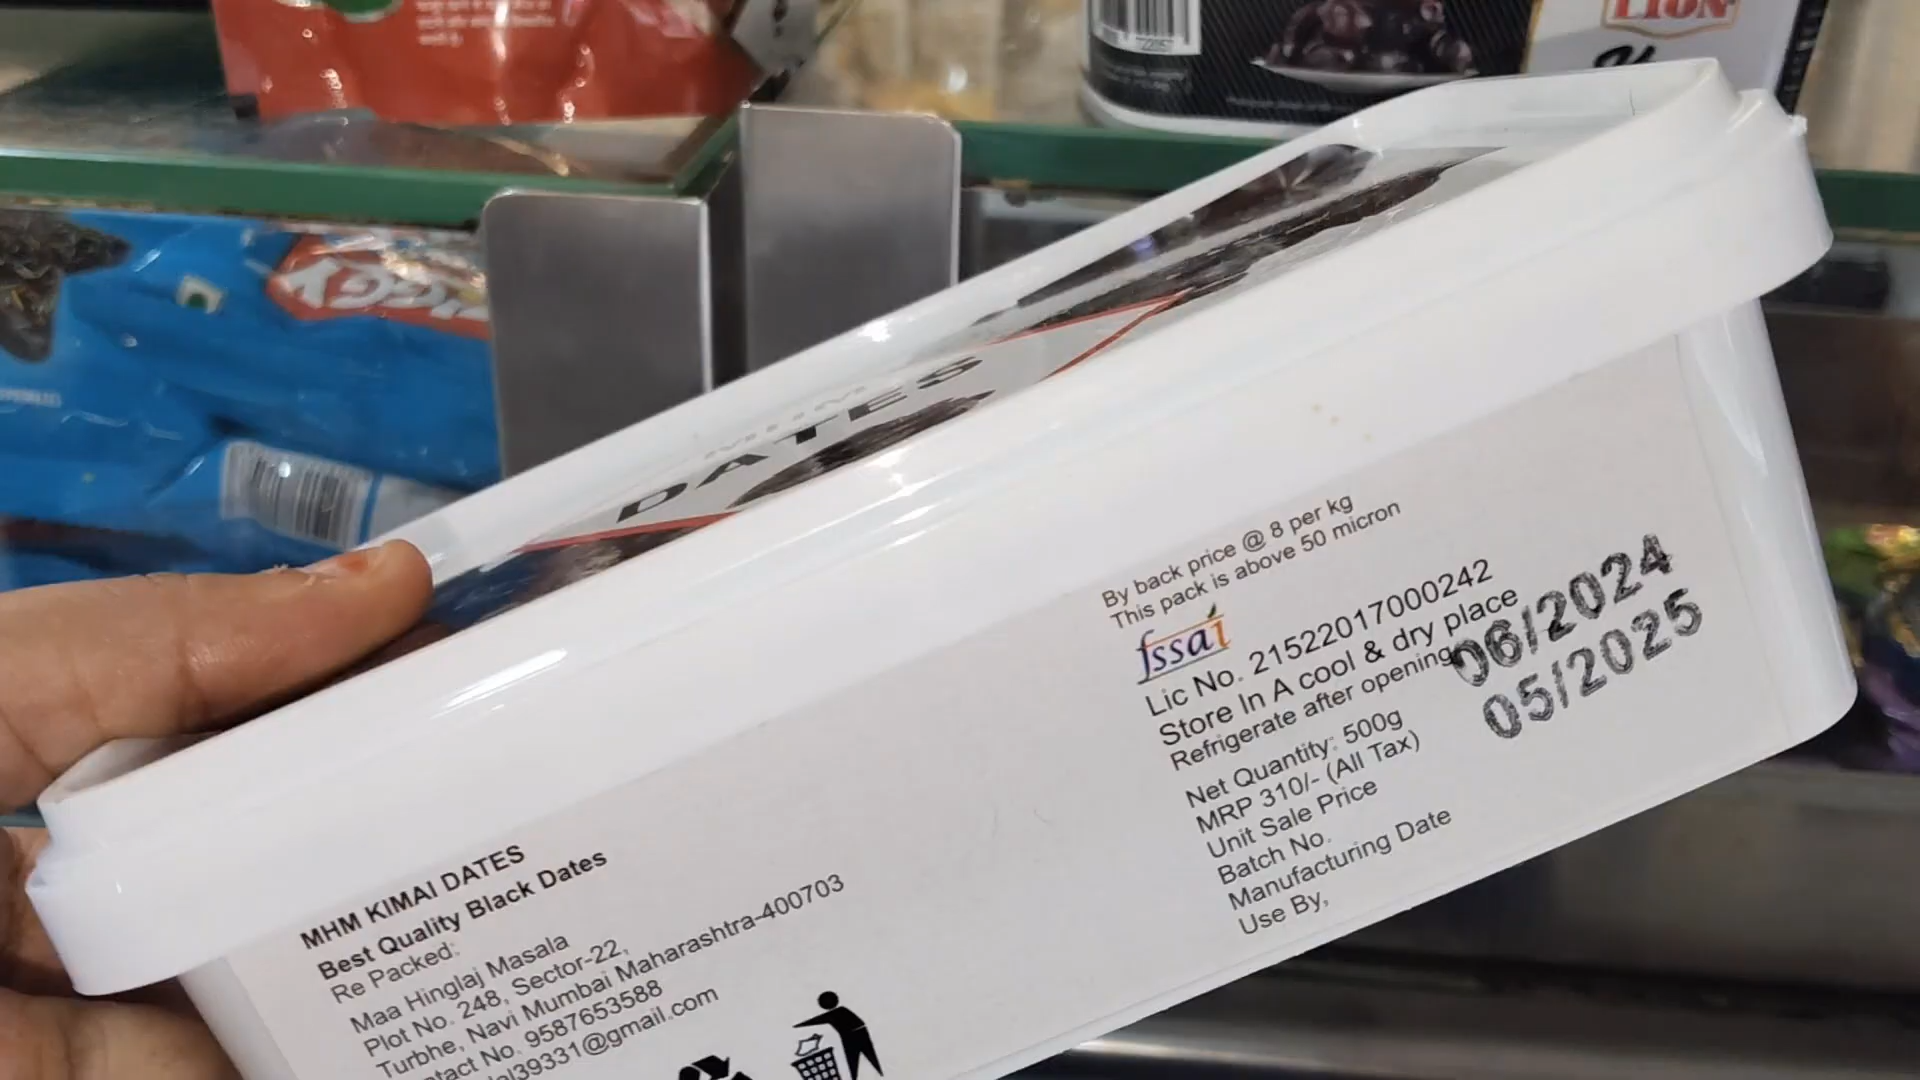 LION
DATES
By back price @ 8 per kg
This pack is above 50 micron
fssai
Lic No. 21522017000242
Store In A cool & dry place
Refrigerate after opening
06/2024
05/2025
Net Quantity: 500g
MRP 310/- (All Tax)
Unit Sale Price
Batch No.
Manufacturing Date
Use By,
MHM KIMAI DATES
Best Quality Black Dates
Re Packed:
Maa Hinglaj Masala
Plot No. 248, Sector-22,
Turbhe, Navi Mumbai Maharashtra-400703
tact No. 9587653588
39331@gmail.com